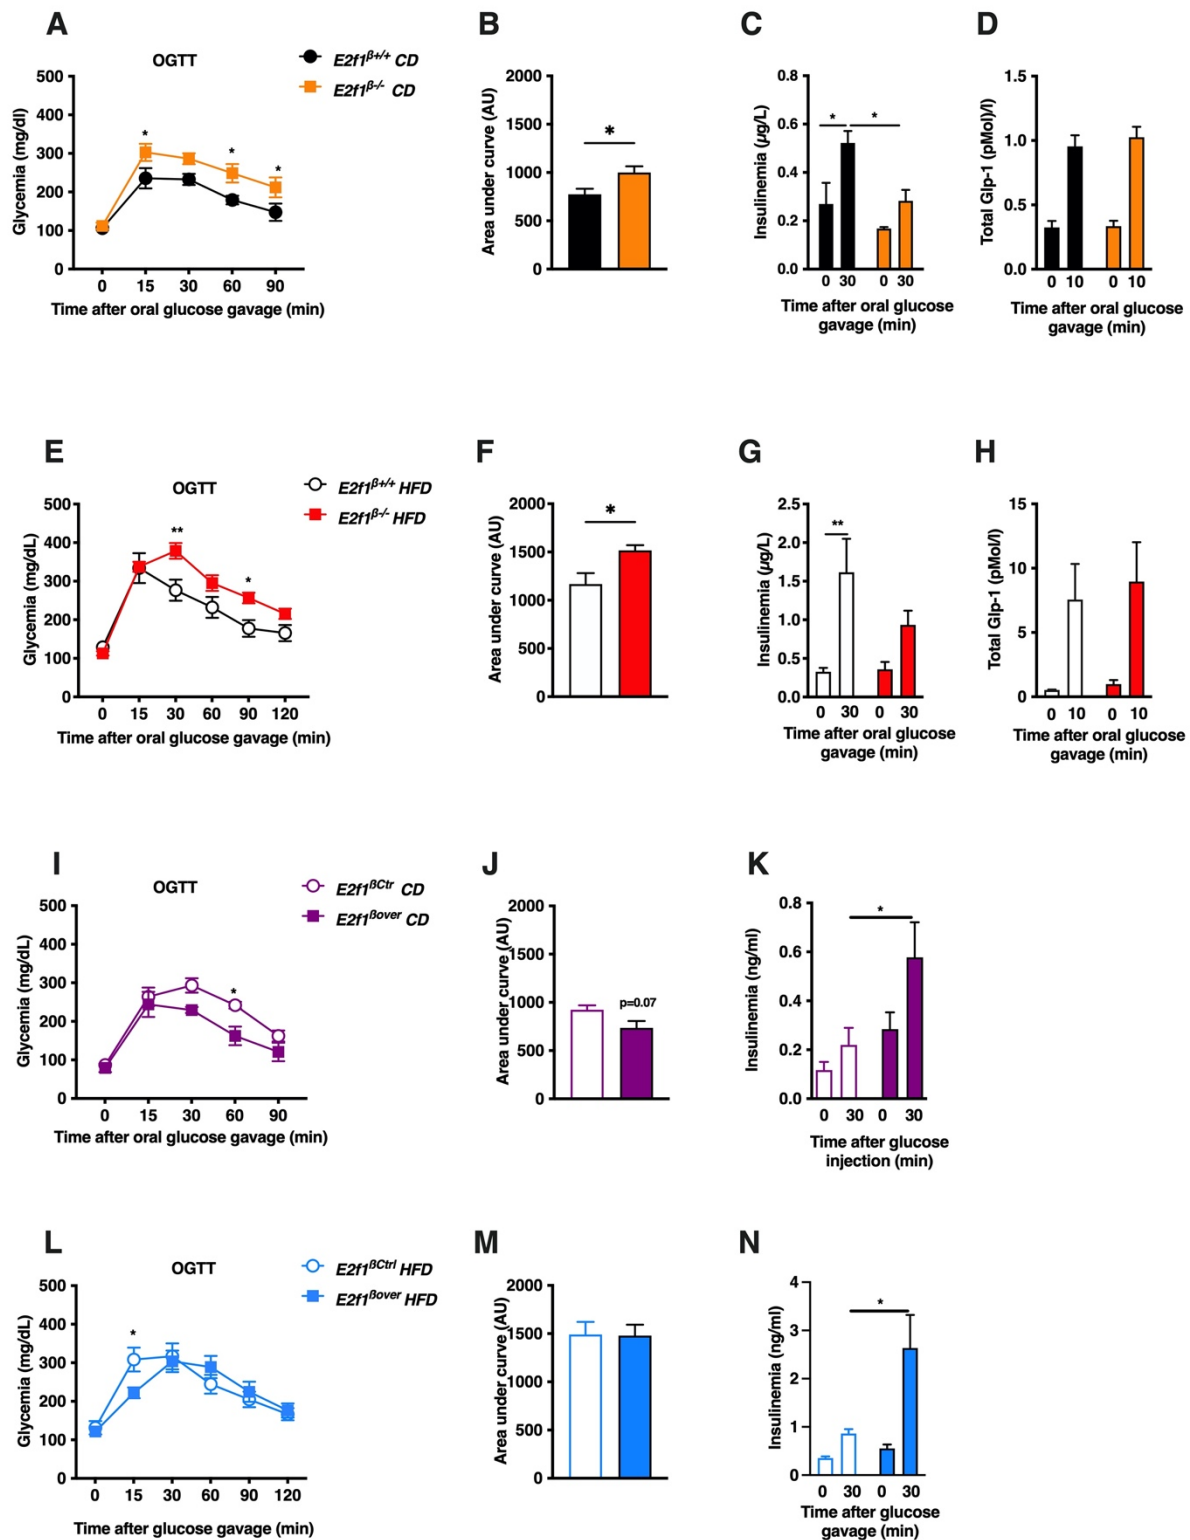 A
OGTT
E2f1β+/+ CD
E2f1β-/- CD
Glycemia (mg/dl)
500
400
300
200
100
0
*
*
*
0 15 30 60 90
Time after oral glucose gavage (min)
B
Area under curve (AU)
2000
1500
1000
500
0
*
C
Insulinemia (µg/L)
0.8
0.6
0.4
0.2
0.0
*
*
0 30 0 30
Time after oral glucose
gavage (min)
D
Total Glp-1 (pMol)/l)
1.5
1.0
0.5
0.0
0 10 0 10
Time after oral glucose
gavage (min)
E
OGTT
E2f1β+/+ HFD
E2f1β-/- HFD
Glycemia (mg/dL)
500
400
300
200
100
0
**
*
0 15 30 60 90 120
Time after oral glucose gavage (min)
F
Area under curve (AU)
2000
1500
1000
500
0
*
G
Insulinemia (µg/L)
2.5
2.0
1.5
1.0
0.5
0.0
**
0 30 0 30
Time after oral glucose
gavage (min)
H
Total Glp-1 (pMol/l)
15
10
5
0
0 10 0 10
Time after oral glucose
gavage (min)
I
OGTT
E2f1βCtr CD
E2f1βover CD
Glycemia (mg/dL)
500
400
300
200
100
0
*
0 15 30 60 90
Time after oral glucose gavage (min)
J
Area under curve (AU)
2000
1500
1000
500
0
p=0.07
K
Insulinemia (ng/ml)
0.8
0.6
0.4
0.2
0.0
*
0 30 0 30
Time after glucose
injection (min)
L
OGTT
E2f1βCtrl HFD
E2f1βover HFD
Glycemia (mg/dL)
500
400
300
200
100
0
*
0 15 30 60 90 120
Time after glucose gavage (min)
M
Area under curve (AU)
2000
1500
1000
500
0
N
Insulinemia (ng/ml)
4
3
2
1
0
*
0 30 0 30
Time after glucose
gavage (min)